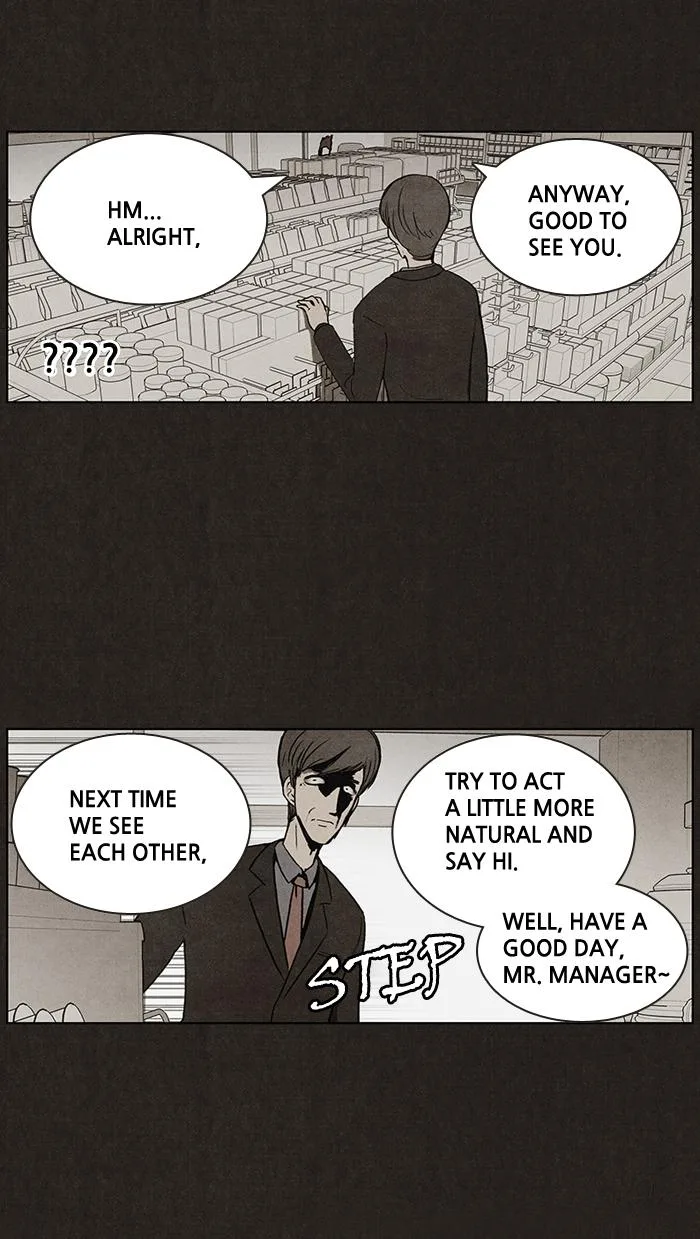 HM...
ALRIGHT,
ANYWAY,
GOOD TO
SEE YOU.
????
NEXT TIME
WE SEE
EACH OTHER,
TRY TO ACT
A LITTLE MORE
NATURAL AND
SAY HI.
WELL, HAVE A
GOOD DAY,
MR. MANAGER~
STEP